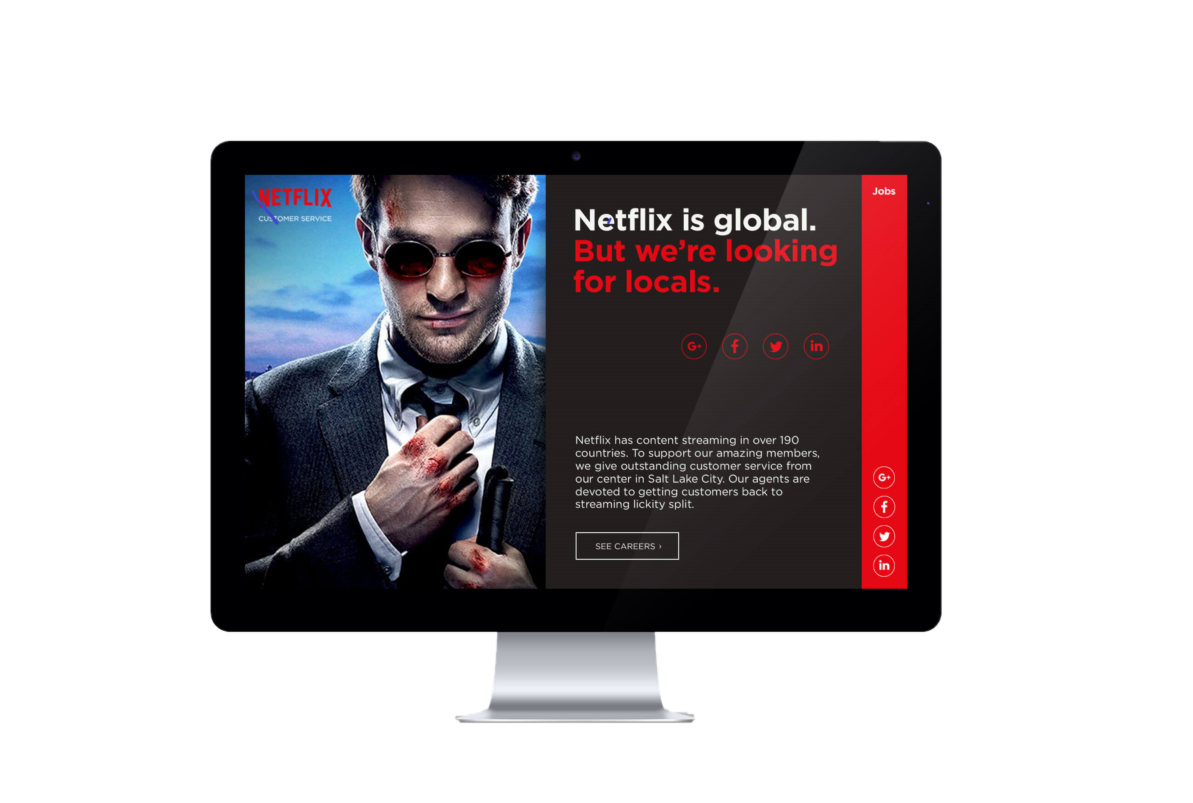 NETFLIX
CUSTOMER SERVICE
Netflix is global.
But we’re looking
for locals.
G+
f
in
Netflix has content streaming in over 190
countries. To support our amazing members,
we give outstanding customer service from
our center in Salt Lake City. Our agents are
devoted to getting customers back to
streaming lickity split.
SEE CAREERS ›
Jobs
G+
f
in